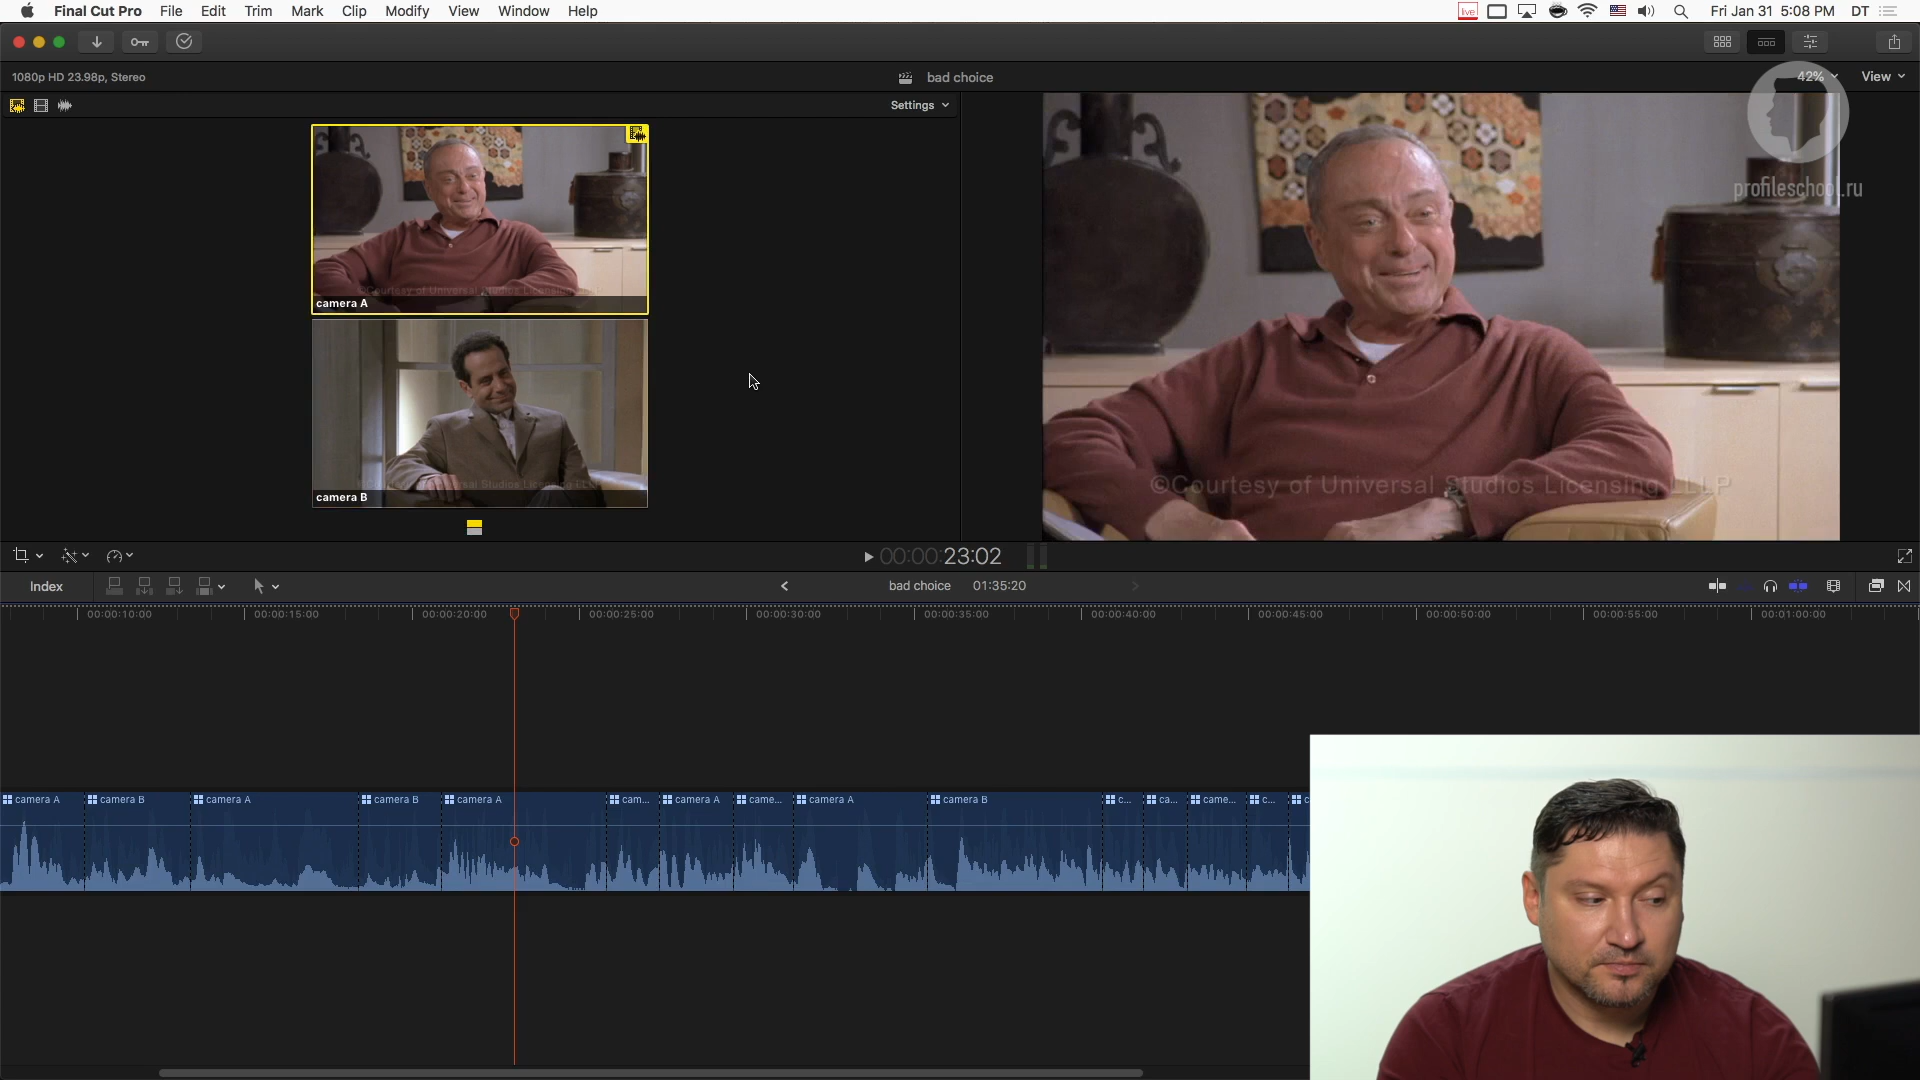 Final Cut Pro File Edit Trim Mark Clip Modify View Window Help
live Fri Jan 31 5:08 PM DT
1080p HD 23.98p, Stereo
bad choice
42% View
Settings
profileschool.ru
camera A
camera B
©Courtesy of Universal Studios Licensing LLLP
00:00:00:23:02
Index
bad choice 01:35:20
00:00:10:00 00:00:15:00 00:00:20:00 00:00:25:00 00:00:30:00 00:00:35:00 00:00:40:00 00:00:45:00 00:00:50:00 00:00:55:00 00:01:00:00
camera A camera B camera A camera B camera A cam... camera A came... camera A camera B c... ca... came... c... c